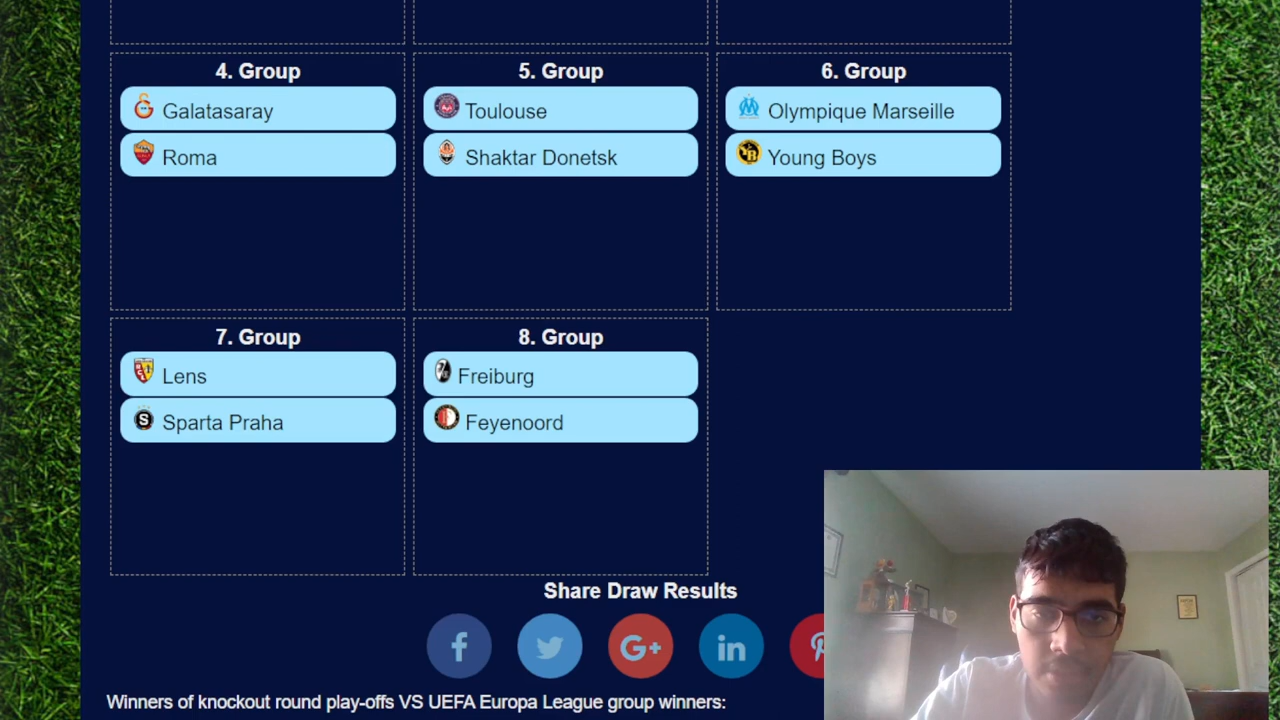 4. Group
Galatasaray
Roma
5. Group
Toulouse
Shaktar Donetsk
6. Group
Olympique Marseille
Young Boys
7. Group
Lens
Sparta Praha
8. Group
Freiburg
Feyenoord
Share Draw Results
f
G+
in
Winners of knockout round play-offs VS UEFA Europa League group winners: